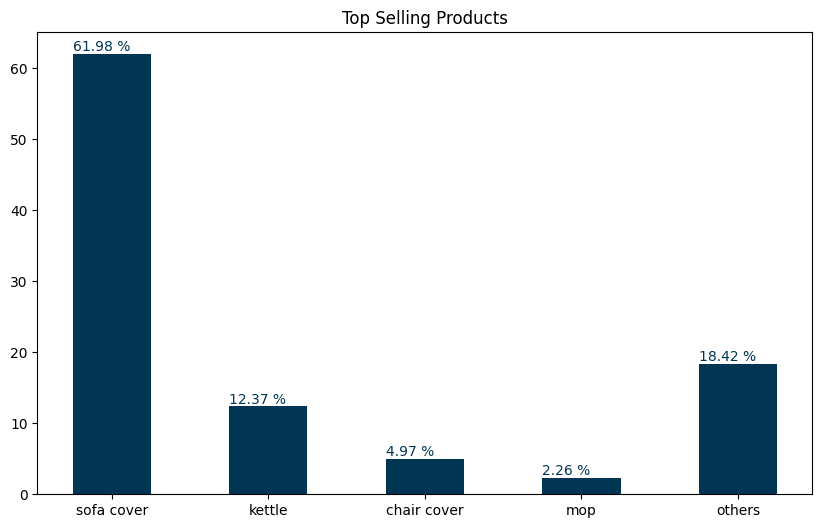 Top Selling Products
61.98 %
60
50
40
30
20
18.42 %
12.37 %
10
4.97 %
2.26 %
0
sofa cover
kettle
chair cover
mop
others